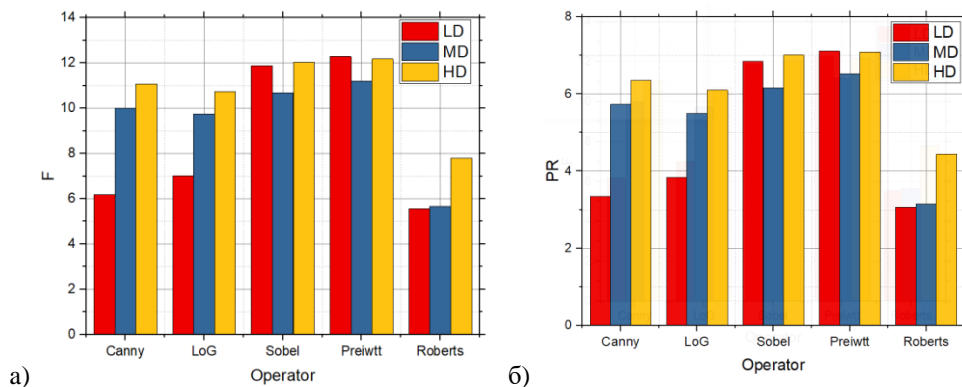 14
12
10
8
6
4
2
0
F
LD
MD
HD
Canny LoG Sobel Preiwtt Roberts
Operator
а)
8
6
4
2
0
PR
LD
MD
HD
Canny LoG Sobel Preiwtt Roberts
Operator
б)